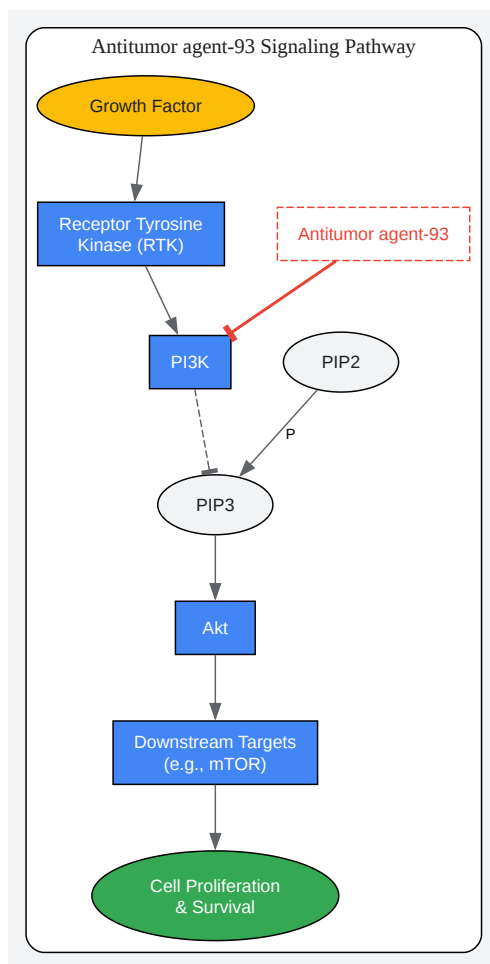 Antitumor agent-93 Signaling Pathway
Growth Factor
Receptor Tyrosine
Kinase (RTK)
Antitumor agent-93
PI3K
PIP2
P
PIP3
Akt
Downstream Targets
(e.g., mTOR)
Cell Proliferation
& Survival